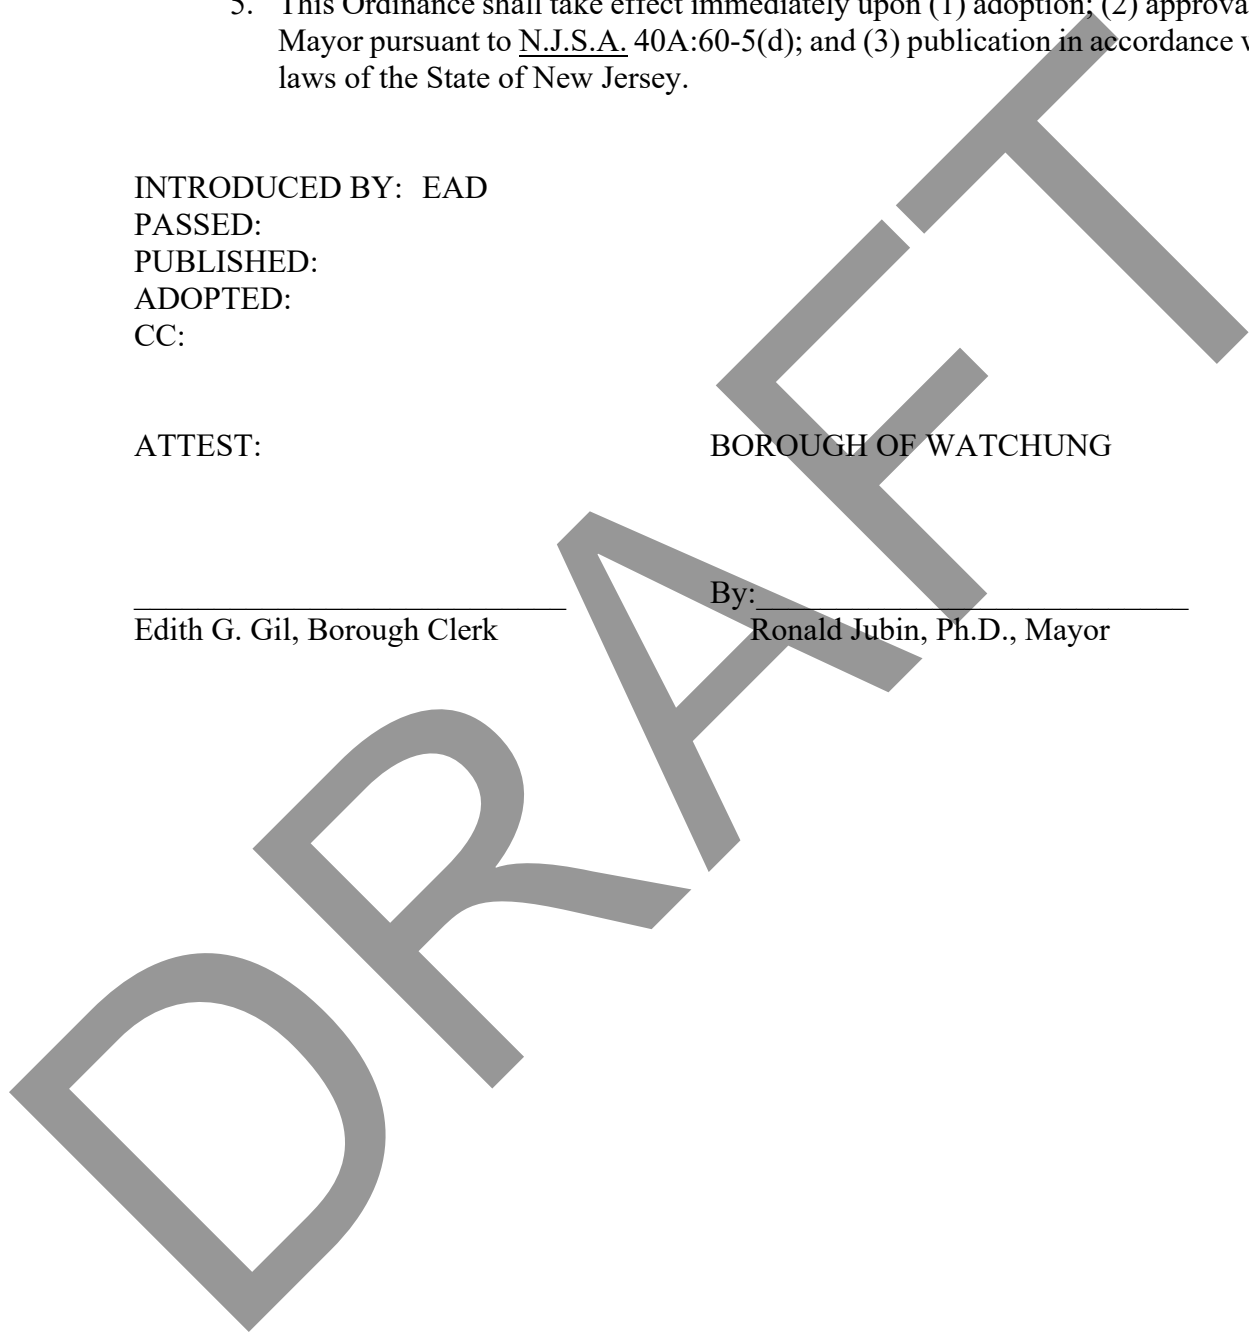 5. This Ordinance shall take effect immediately upon (1) adoption; (2) approva
Mayor pursuant to N.J.S.A. 40A:60-5(d); and (3) publication in accordance w
laws of the State of New Jersey.
INTRODUCED BY: EAD
PASSED:
PUBLISHED:
ADOPTED:
CC:
ATTEST: BOROUGH OF WATCHUNG
By:
Edith G. Gil, Borough Clerk Ronald Jubin, Ph.D., Mayor
DRAFT